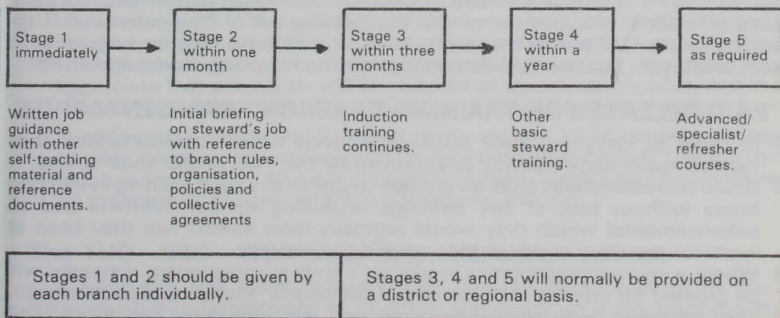 Stage 1
immediately
Stage 2
within one
month
Stage 3
within three
months
Stage 4
within a
year
Stage 5
as required
Written job
guidance
with other
self-teaching
material and
reference
documents.
Initial briefing
on steward's job
with reference
to branch rules,
organisation,
policies and
collective
agreements
Induction
training
continues.
Other
basic
steward
training.
Advanced/
specialist/
refresher
courses.
Stages 1 and 2 should be given by
each branch individually.
Stages 3, 4 and 5 will normally be provided on
a district or regional basis.